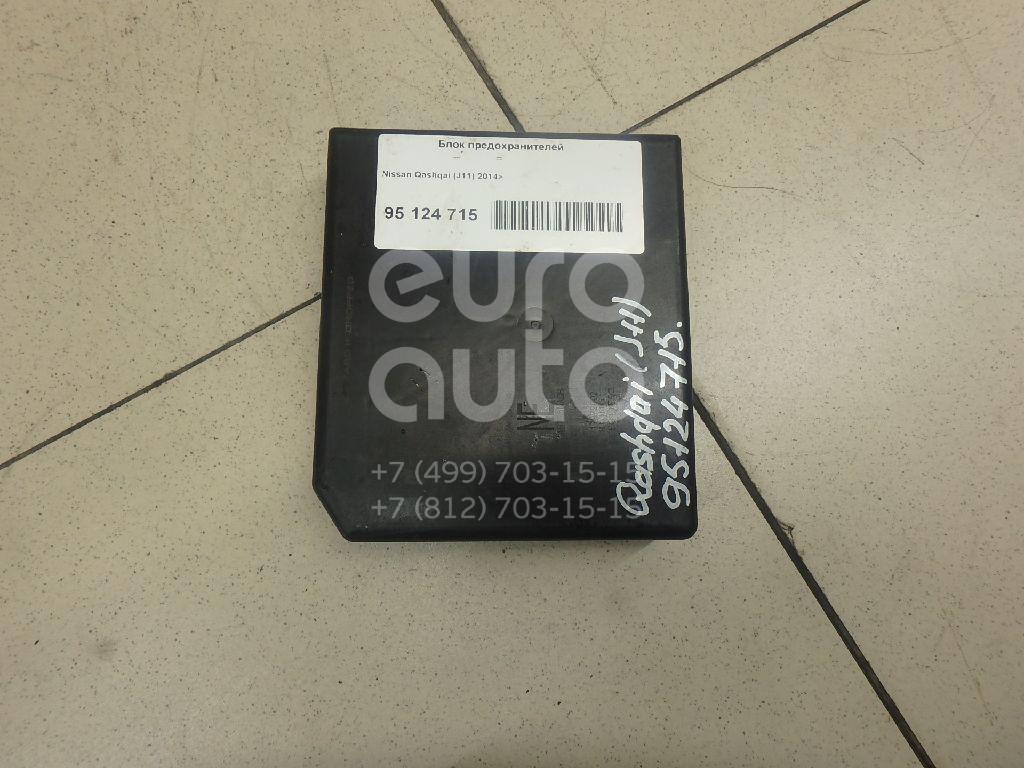 Блок предохранителей
Nissan Qashqai (J11) 2014>
95 124 715
euro
auto
NF
+7 (499) 703-15-15
+7 (812) 703-15-15
Qashqai (J11)
95124715.